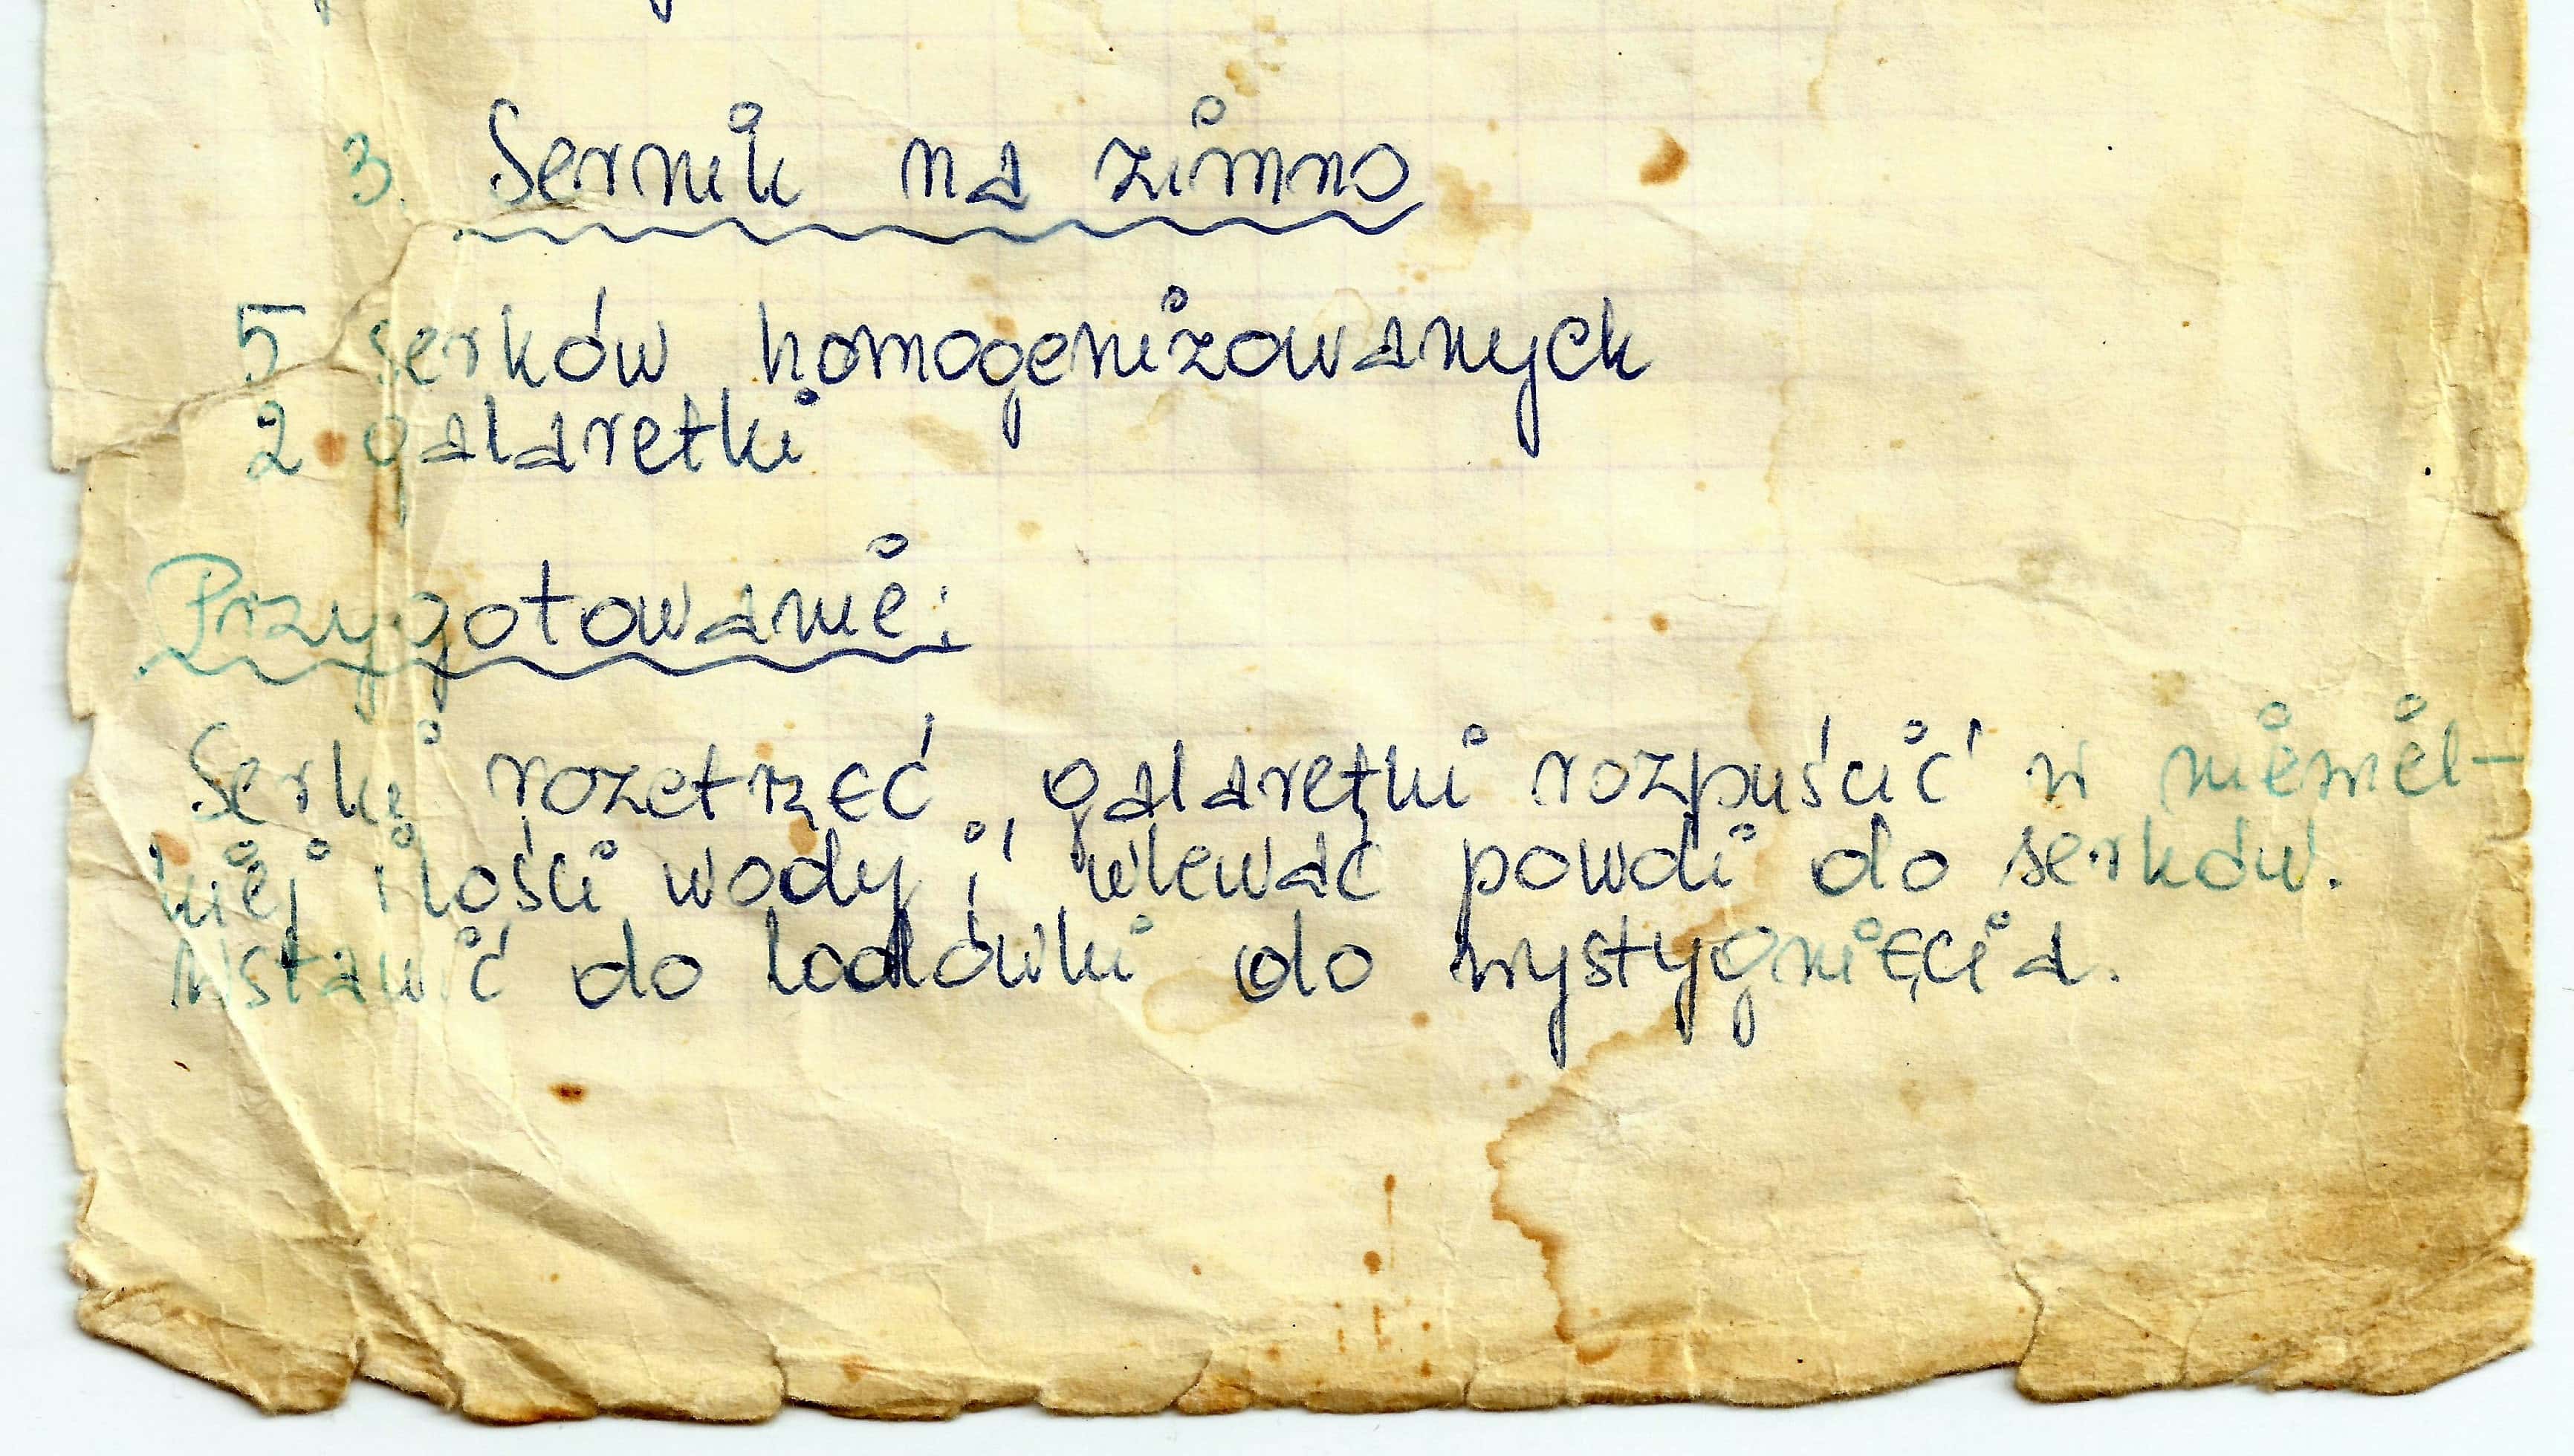 3. Sernik na zimno
5 serków homogenizowanych
2 galaretki
Przygotowanie:
Serki rozetrzeć, galaretki rozpuścić w niewiel-
kiej ilości wody i wlewać powoli do serków.
Wstawić do lodówki do wystygnięcia.